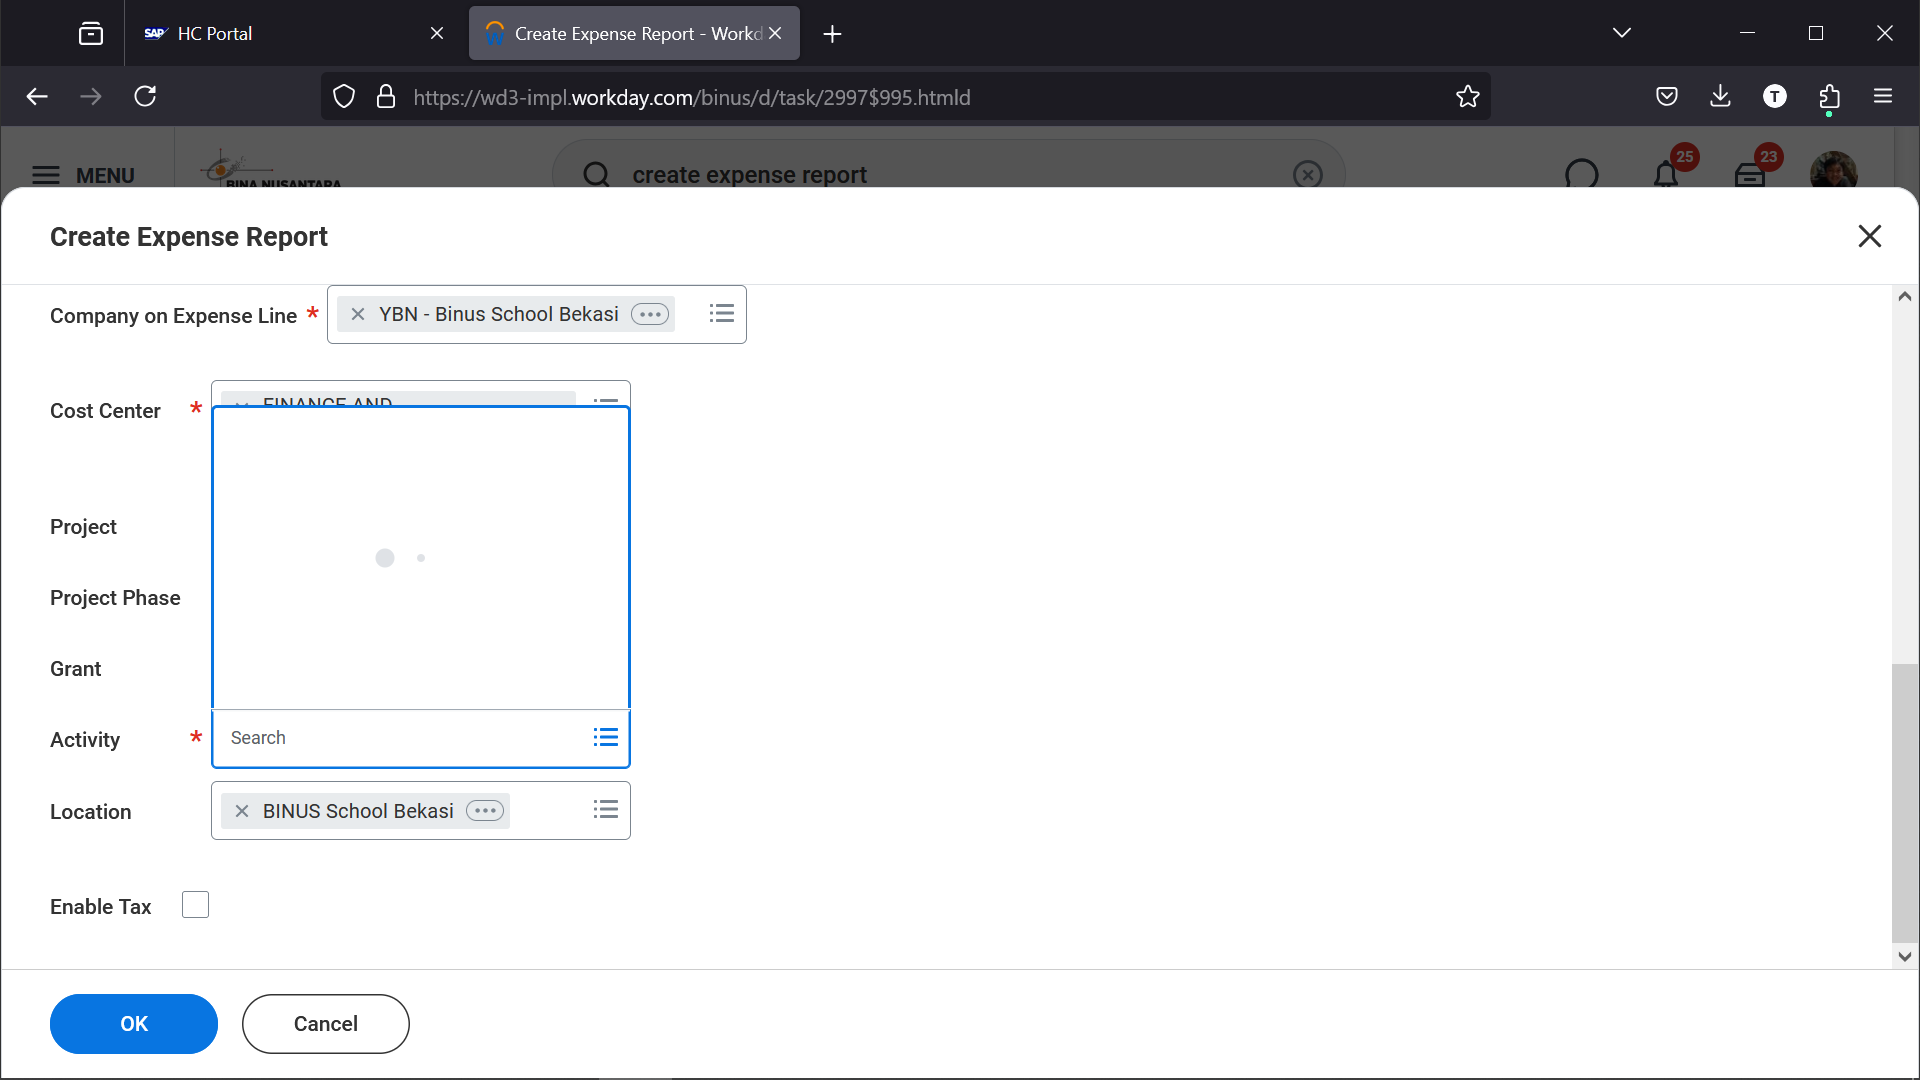 HC Portal
Create Expense Report - Workd
https://wd3-impl.workday.com/binus/d/task/2997$995.htmld
T
MENU
BINA NUSANTARA
create expense report
25
23
Create Expense Report
Company on Expense Line *
YBN - Binus School Bekasi
Cost Center *
FINANCE AND
Project
Project Phase
Grant
Activity *
Search
Location
BINUS School Bekasi
Enable Tax
OK
Cancel
SAP